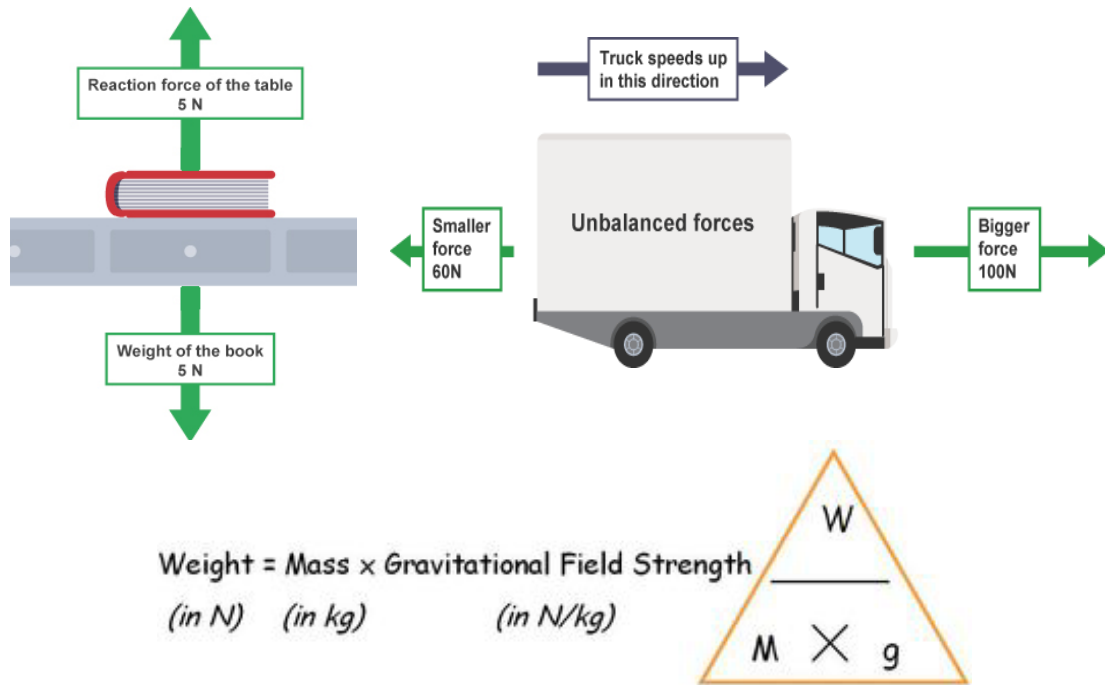 Reaction force of the table
5 N
Weight of the book
5 N
Truck speeds up
in this direction
Smaller
force
60N
Unbalanced forces
Bigger
force
100N
Weight = Mass x Gravitational Field Strength
(in N) (in kg) (in N/kg)
W
M X g